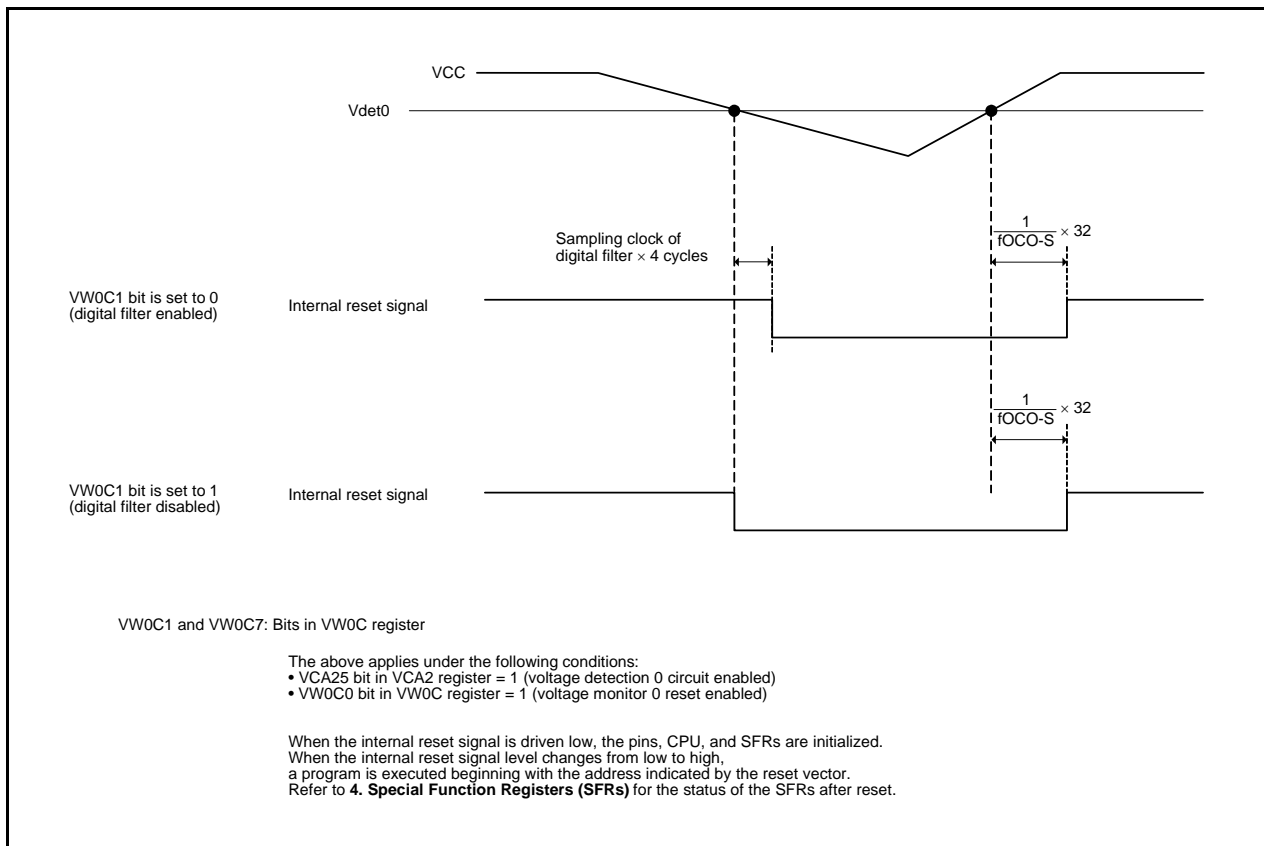 VCC
Vdet0
Sampling clock of
digital filter × 4 cycles
1
fOCO-S × 32
VW0C1 bit is set to 0
(digital filter enabled)
Internal reset signal
1
fOCO-S × 32
VW0C1 bit is set to 1
(digital filter disabled)
Internal reset signal
VW0C1 and VW0C7: Bits in VW0C register
The above applies under the following conditions:
• VCA25 bit in VCA2 register = 1 (voltage detection 0 circuit enabled)
• VW0C0 bit in VW0C register = 1 (voltage monitor 0 reset enabled)
When the internal reset signal is driven low, the pins, CPU, and SFRs are initialized.
When the internal reset signal level changes from low to high,
a program is executed beginning with the address indicated by the reset vector.
Refer to 4. Special Function Registers (SFRs) for the status of the SFRs after reset.